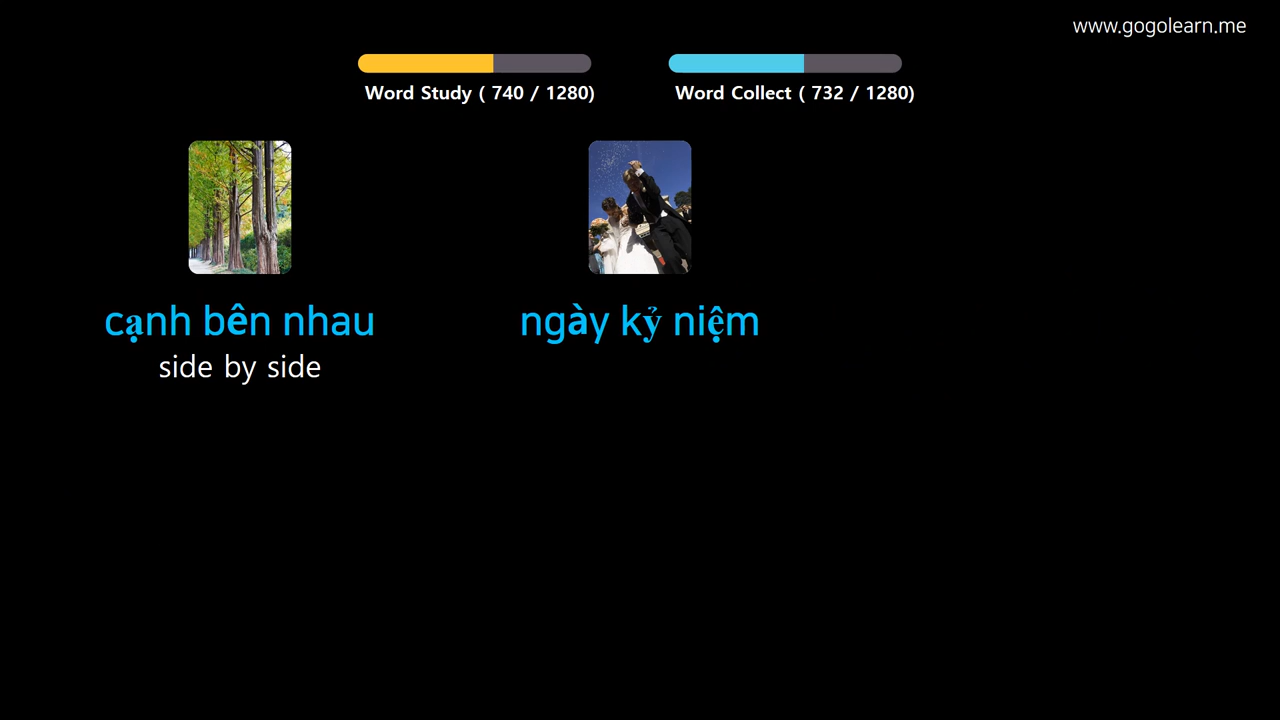 www.gogolearn.me
Word Study ( 740 / 1280)
Word Collect ( 732 / 1280)
cạnh bên nhau
side by side
ngày kỷ niệm